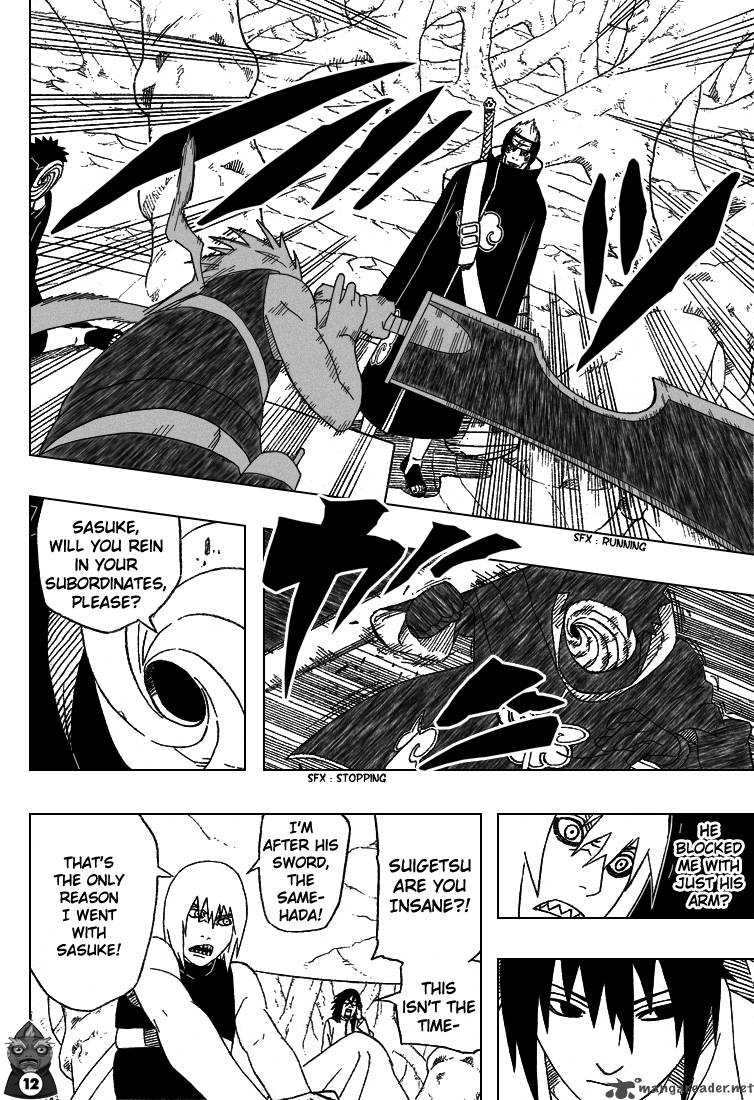 SFX : RUNNING
ガッ
SFX : STOPPING
SASUKE,
WILL YOU REIN
IN YOUR
SUBORDINATES,
PLEASE?
HE
BLOCKED
ME WITH
JUST HIS
ARM?
SUIGETSU
ARE YOU
INSANE?!
THIS
ISN'T THE
TIME-
I'M
AFTER HIS
SWORD,
THE
SAME-
HADA!
THAT'S
THE ONLY
REASON
I WENT
WITH
SASUKE!
12
mangareader.net